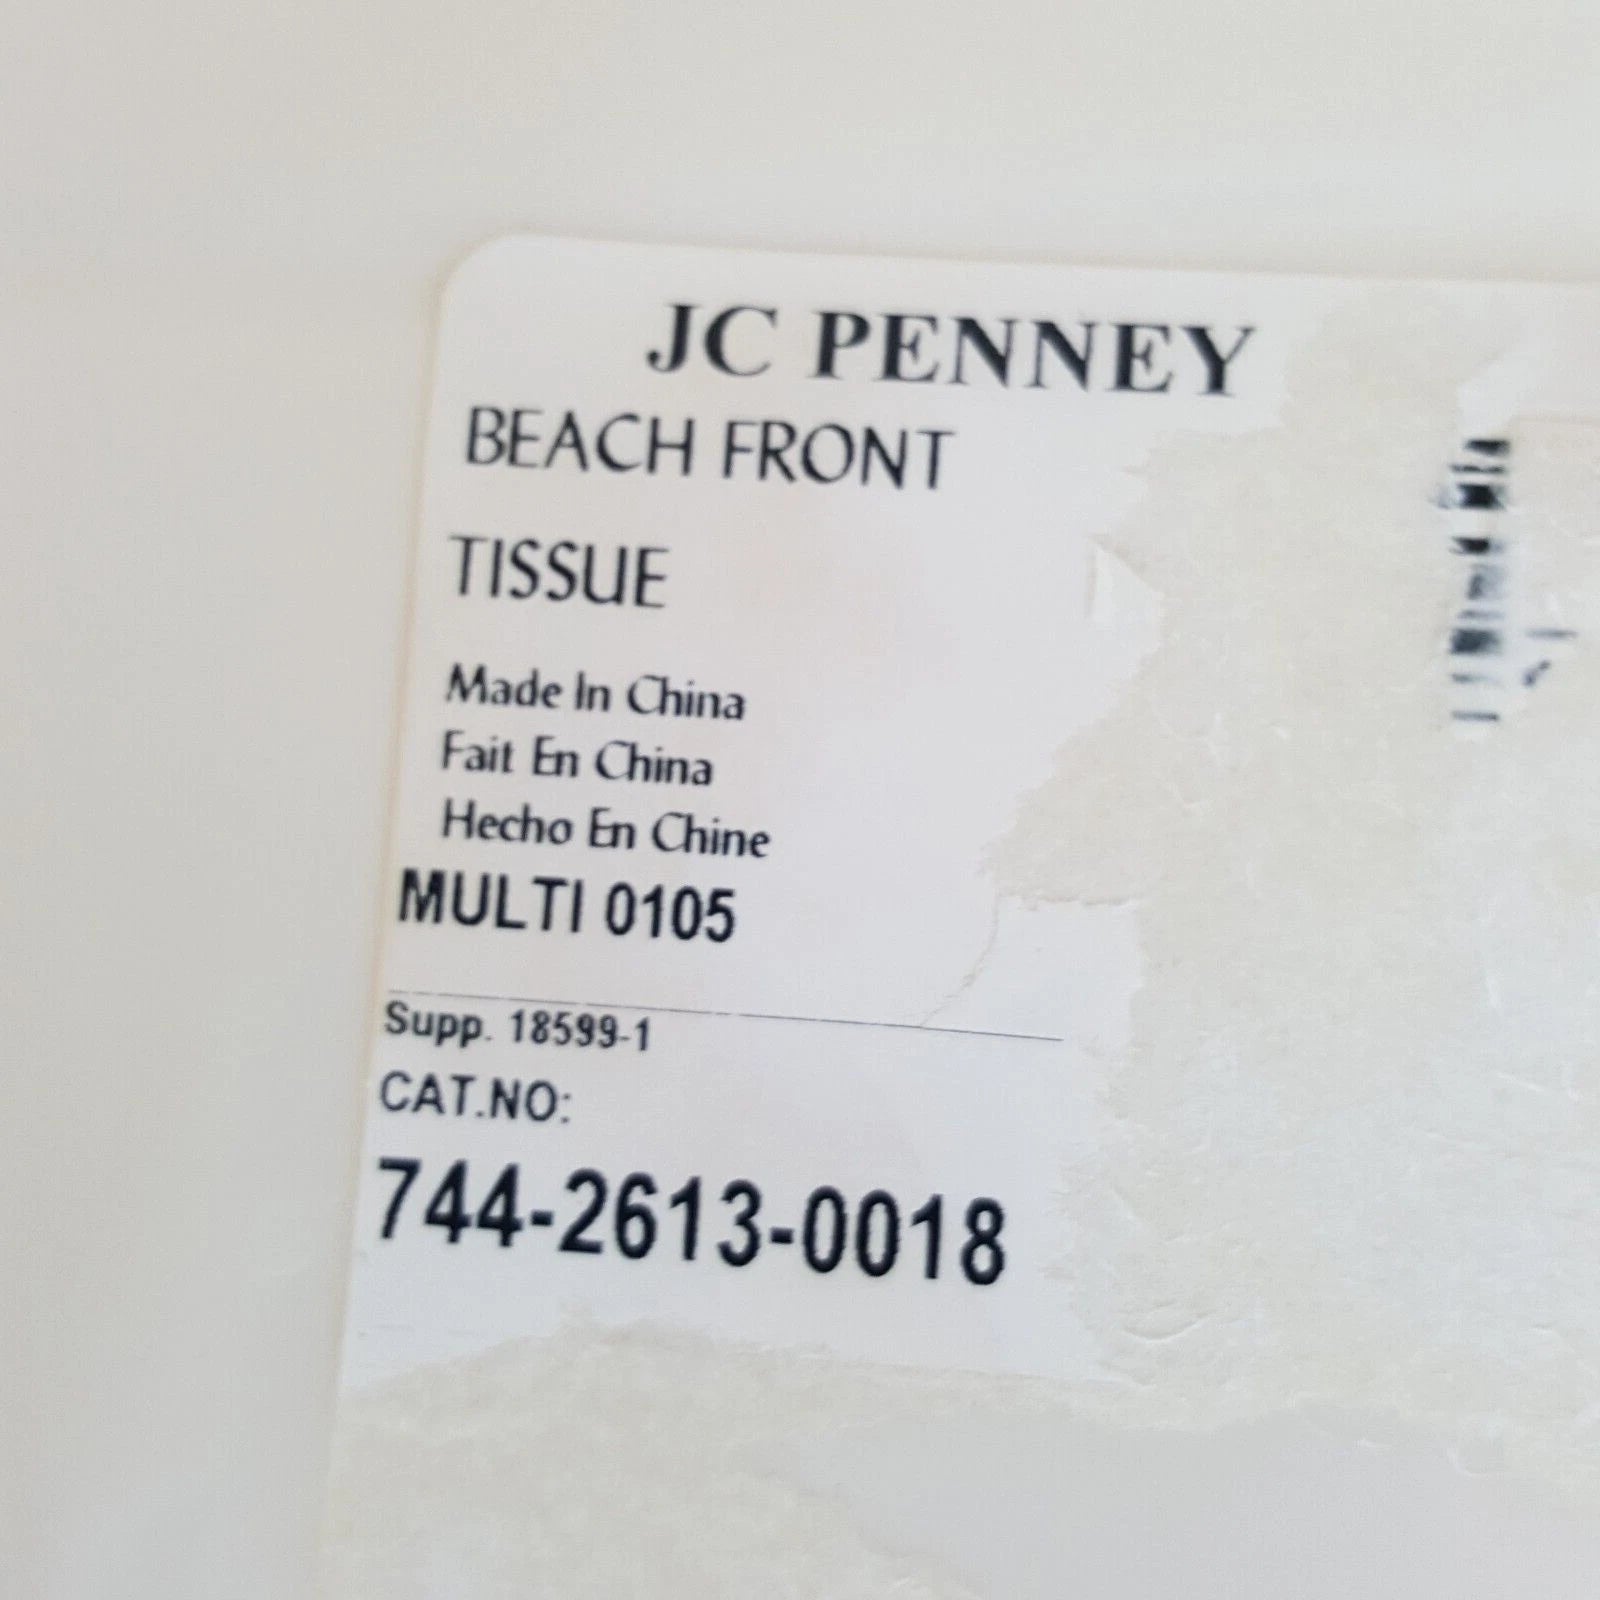 JC PENNEY
BEACH FRONT
TISSUE
Made In China
Fait En China
Hecho En Chine
MULTI 0105
Supp. 18599-1
CAT.NO:
744-2613-0018